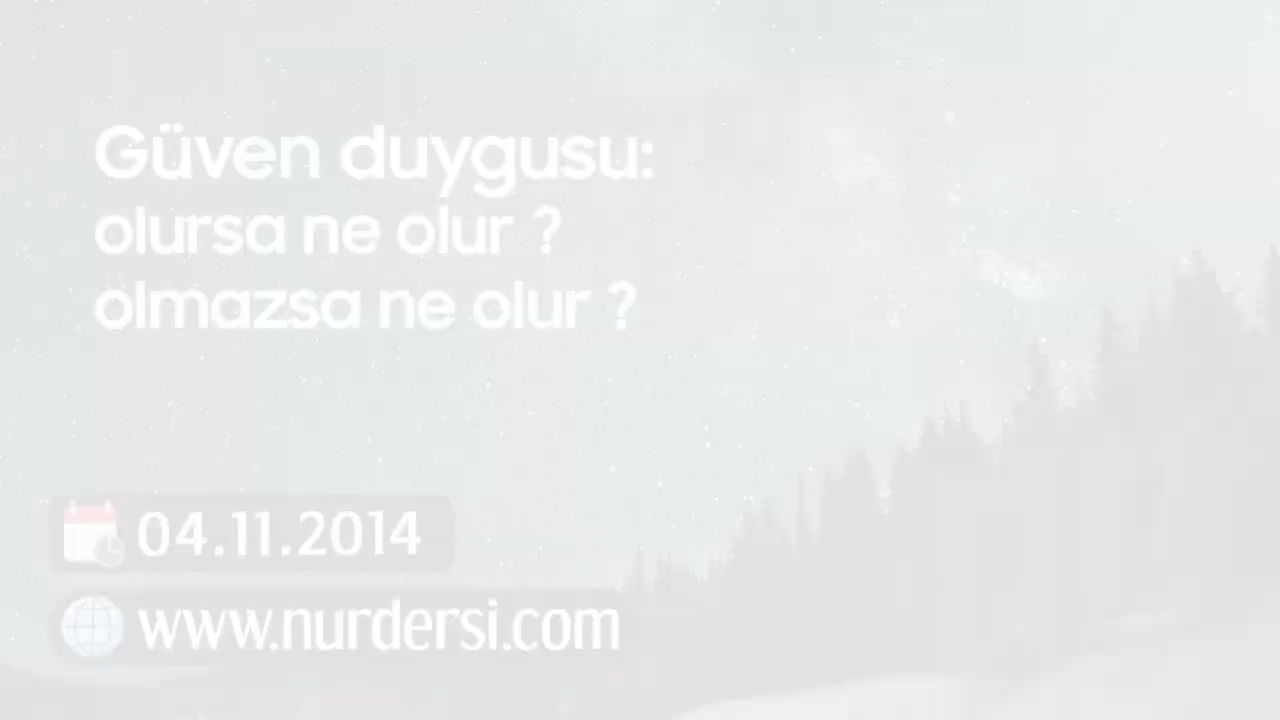 Güven duygusu:
olursa ne olur ?
olmazsa ne olur ?
04.11.2014
www.nurdersi.com